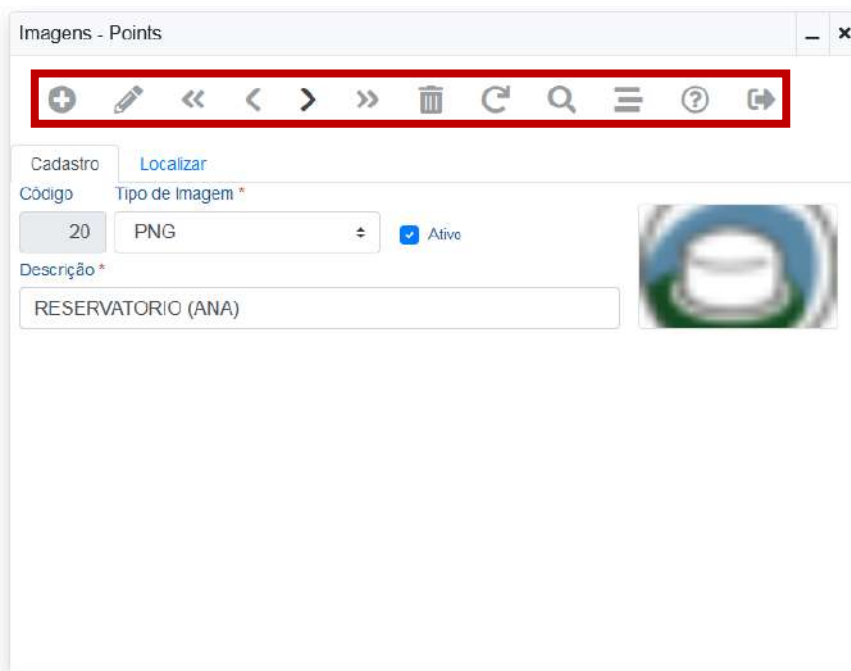 Imagens - Points
Cadastro Localizar
Código Tipo de Imagem *
20 PNG Ativo
Descrição *
RESERVATORIO (ANA)